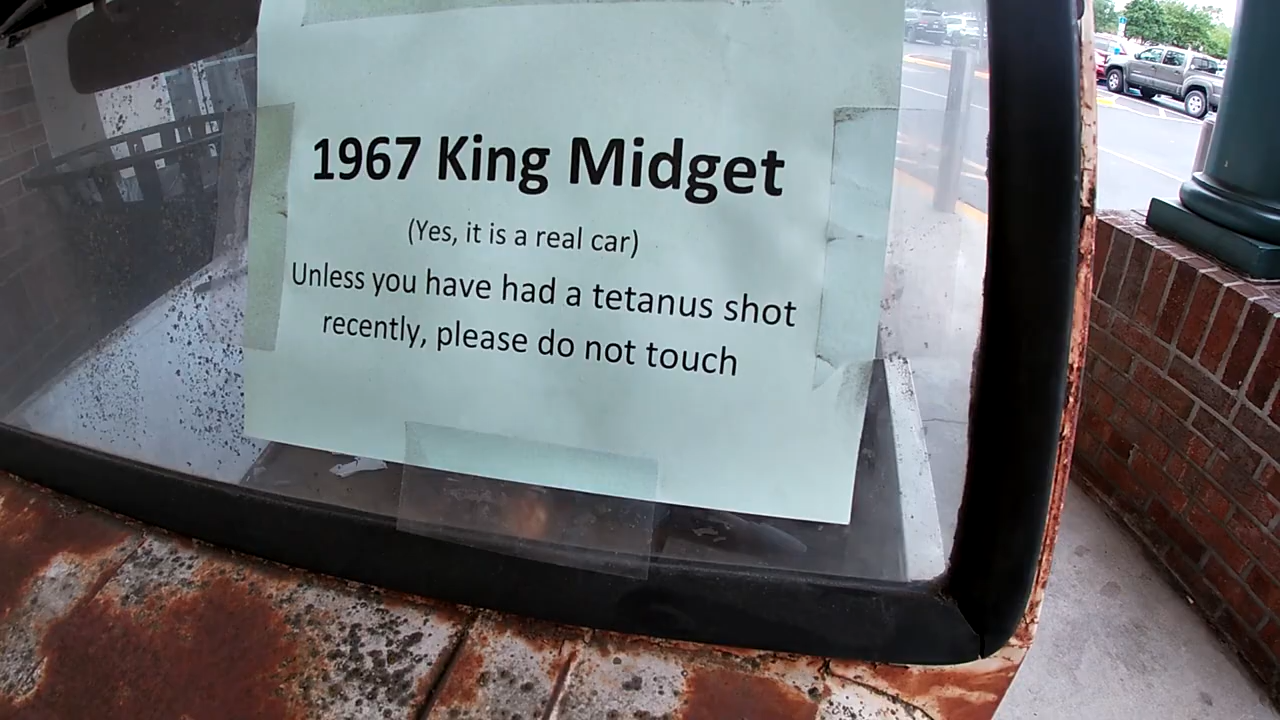 1967 King Midget
(Yes, it is a real car)
Unless you have had a tetanus shot
recently, please do not touch